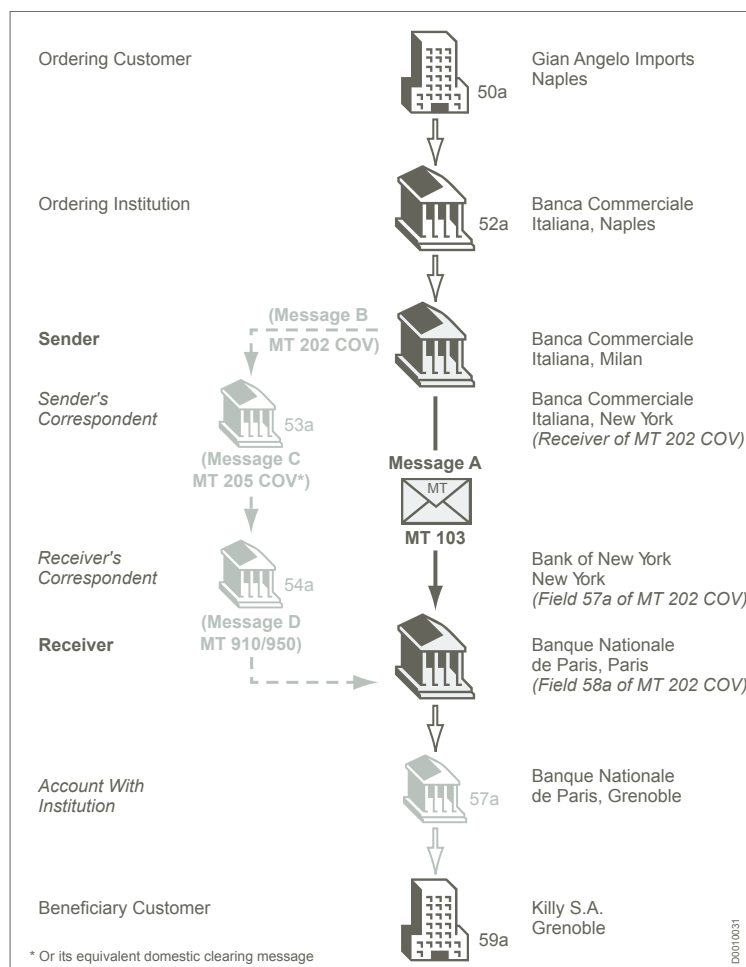 Ordering Customer
Gian Angelo Imports
Naples
50a
Ordering Institution
Banca Commerciale
Italiana, Naples
52a
(Message B
MT 202 COV)
Sender
Banca Commerciale
Italiana, Milan
Sender's
Correspondent
53a
Banca Commerciale
Italiana, New York
(Receiver of MT 202 COV)
(Message C
MT 205 COV*)
Message A
MT
MT 103
Receiver's
Correspondent
54a
Bank of New York
New York
(Field 57a of MT 202 COV)
(Message D
MT 910/950)
Receiver
Banque Nationale
de Paris, Paris
(Field 58a of MT 202 COV)
Account With
Institution
57a
Banque Nationale
de Paris, Grenoble
Beneficiary Customer
59a
Killy S.A.
Grenoble
* Or its equivalent domestic clearing message
D0010031